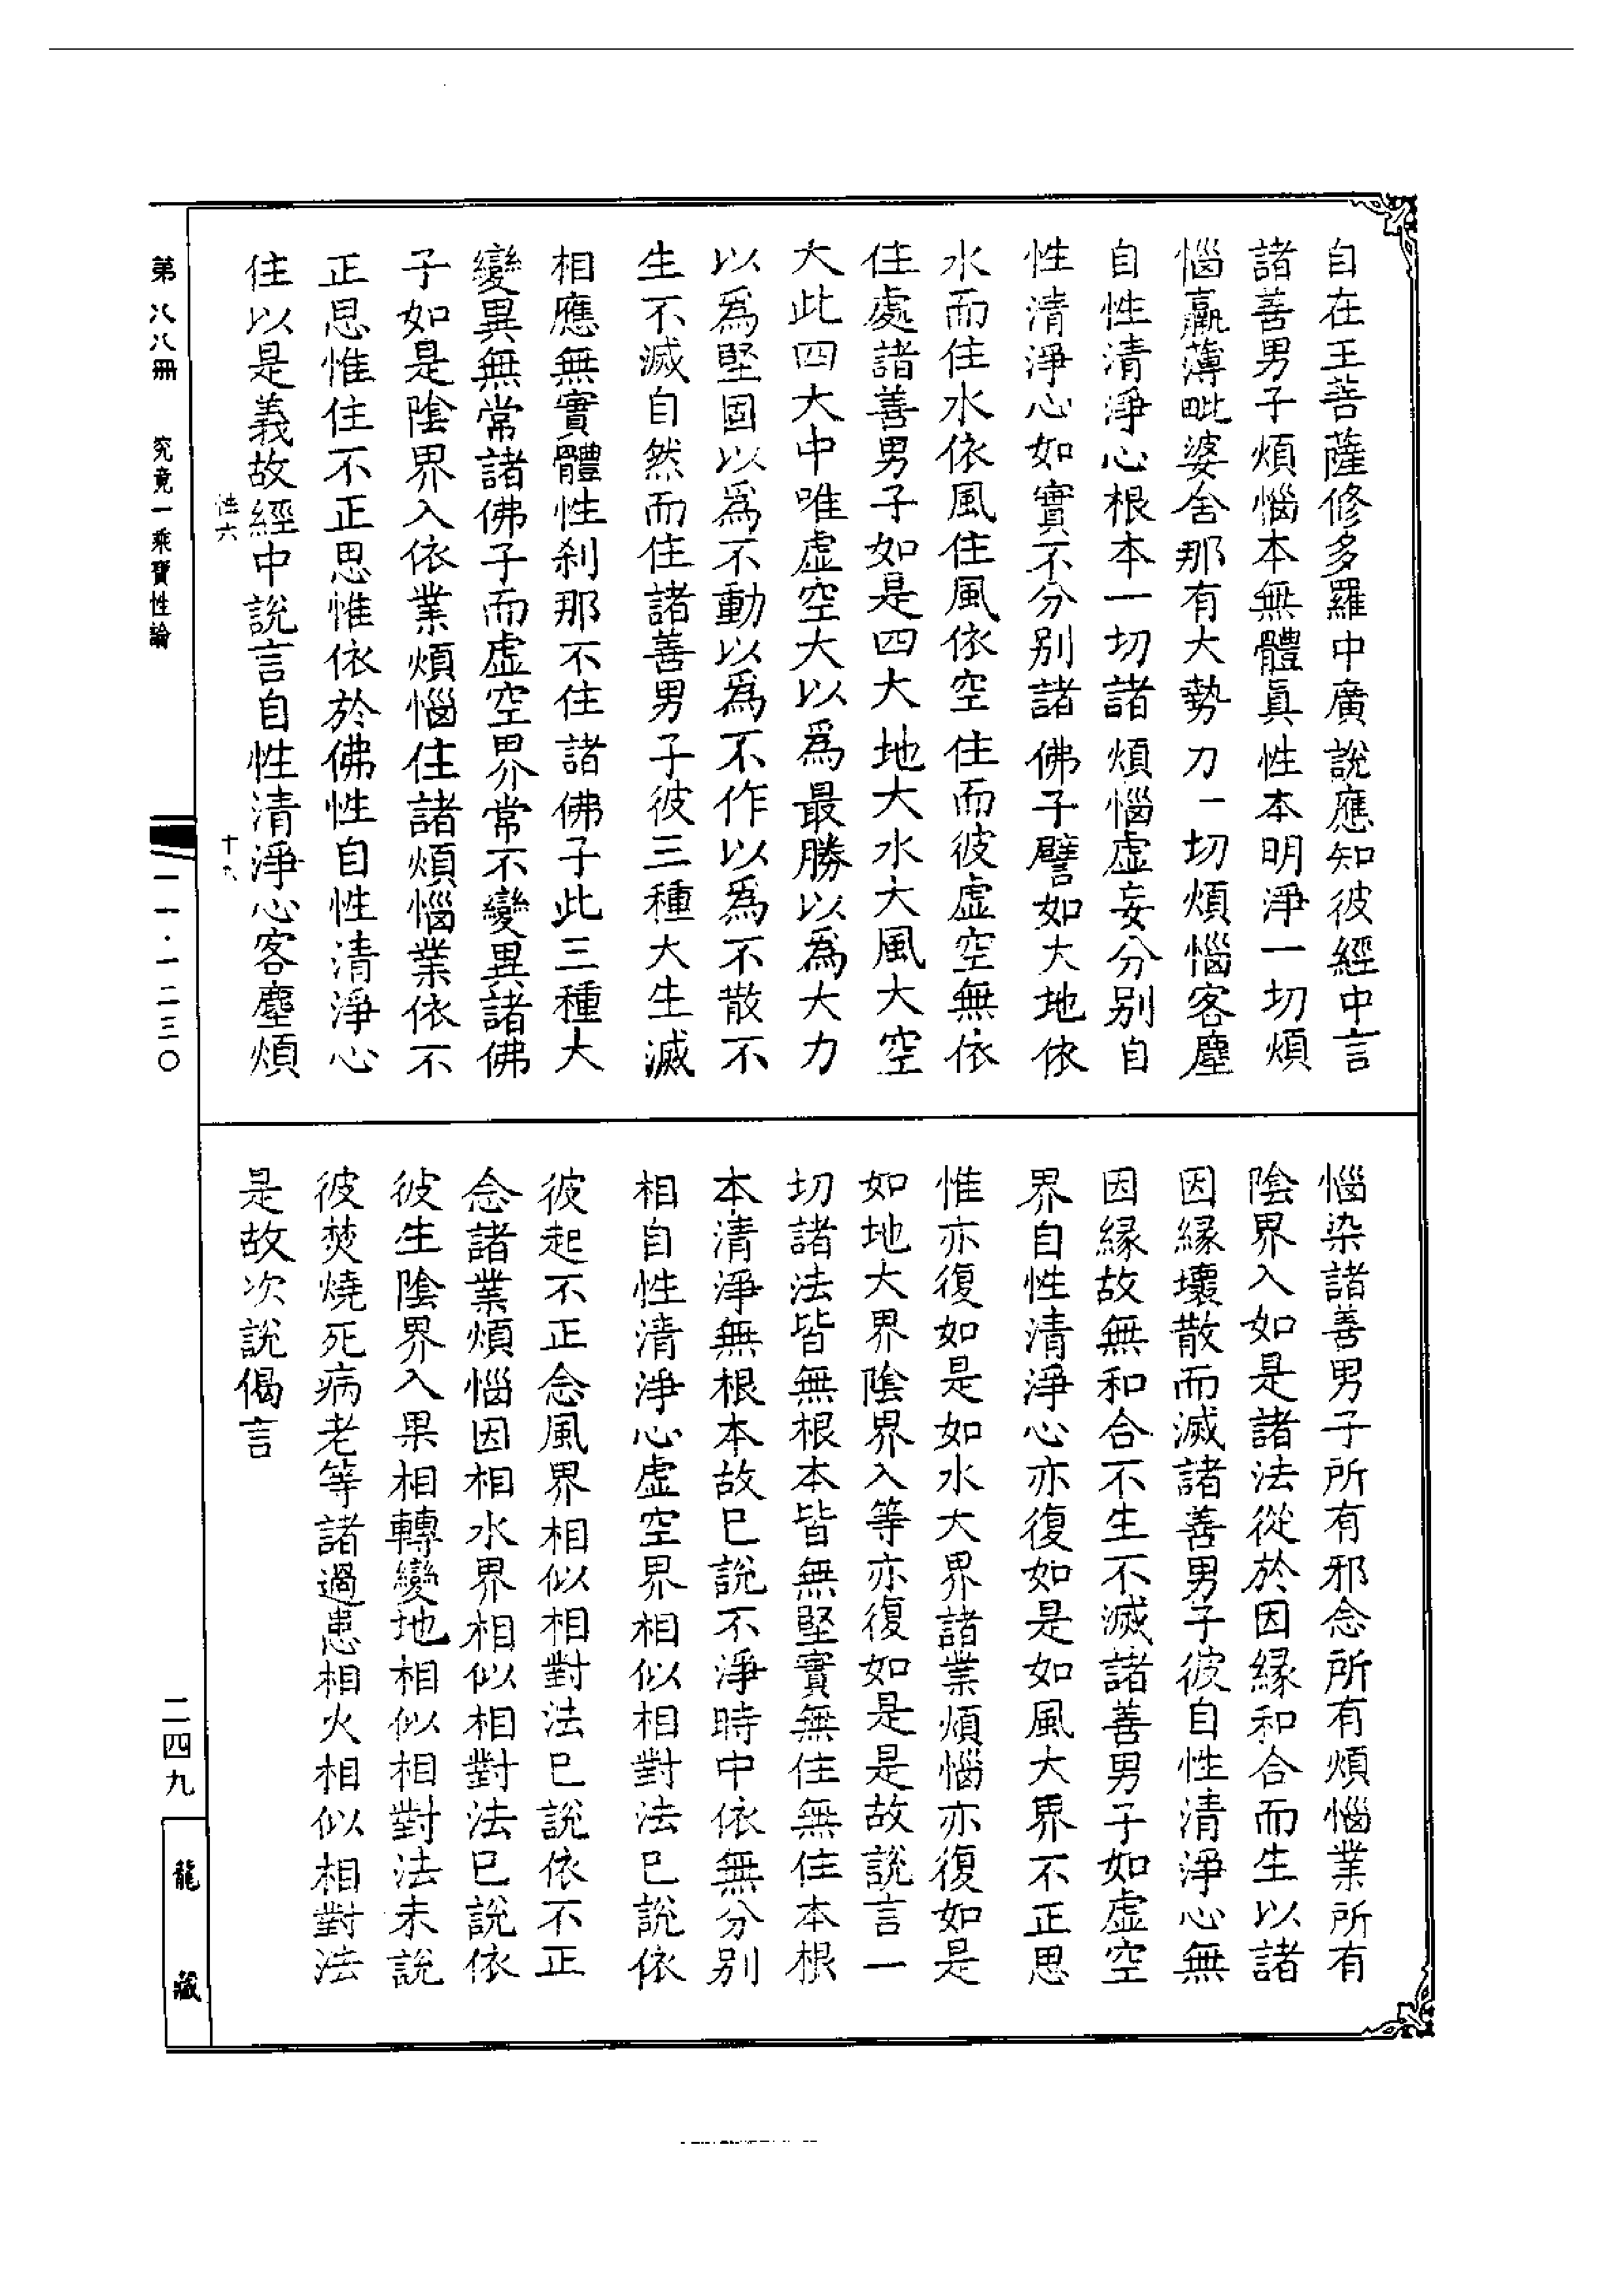 自在王菩薩修多羅中廣說應知彼經中言
諸善男子煩惱本無體眞性本明淨一切煩
惱羸薄毗婆舍那有大勢力一切煩惱客塵
自性清淨心根本一切諸煩惱虛妄分別自
性清淨心如實不分別諸佛子譬如大地依
水而住水依風住風依空住而彼虛空無依
住處諸善男子如是四大地大水大風大空
大此四大中唯虛空大以爲最勝以爲大力
以爲堅固以爲不動以爲不作以爲不散不
生不滅自然而住諸善男子彼三種大生滅
相應無實體性刹那不住諸佛子此三種大
變異無常諸佛子而虛空界常不變異諸佛
子如是陰界入依業煩惱住諸煩惱業依不
正思惟住不正思惟依於佛性自性清淨心
住以是義故經中說言自性清淨心客塵煩
惱染諸善男子所有邪念所有煩惱業所有
陰界入如是諸法從於因緣和合而生以諸
因緣壞散而滅諸善男子彼自性清淨心無
因緣故無和合不生不滅諸善男子如虛空
界自性清淨心亦復如是如風大界不正思
惟亦復如是如水大界諸業煩惱亦復如是
如地大界陰界入等亦復如是是故說言一
切諸法皆無根本皆無堅實無住無住本根
本清淨無根本故已說不淨時中依無分別
相自性清淨心虛空界相似相對法已說依
彼起不正念風界相似相對法已說依不正
念諸業煩惱因相水界相似相對法已說依
彼生陰界入果相轉變地相似相對法未說
彼焚燒死病老等諸過患相火相似相對法
是故次說偈言
第八八冊
究竟一乘寶性論
一一·一二三〇
二四九
龍藏